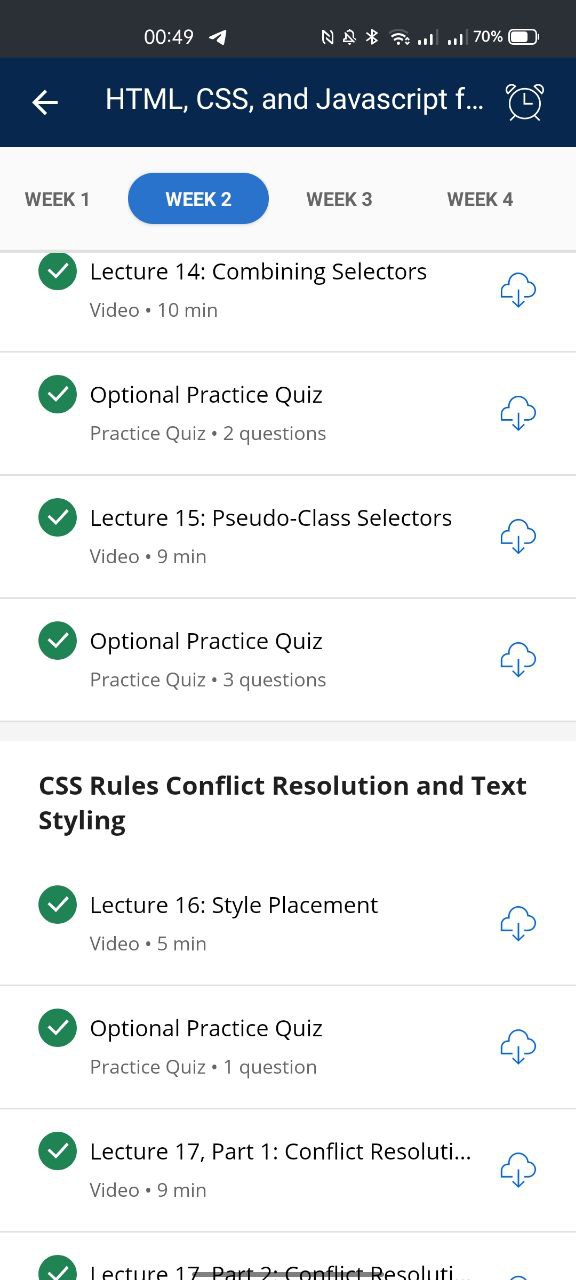 00:49 70%
HTML, CSS, and Javascript f...
WEEK 1 WEEK 2 WEEK 3 WEEK 4
Lecture 14: Combining Selectors
Video • 10 min
Optional Practice Quiz
Practice Quiz • 2 questions
Lecture 15: Pseudo-Class Selectors
Video • 9 min
Optional Practice Quiz
Practice Quiz • 3 questions
CSS Rules Conflict Resolution and Text
Styling
Lecture 16: Style Placement
Video • 5 min
Optional Practice Quiz
Practice Quiz • 1 question
Lecture 17, Part 1: Conflict Resoluti...
Video • 9 min
Lecture 17, Part 2: Conflict Resoluti...